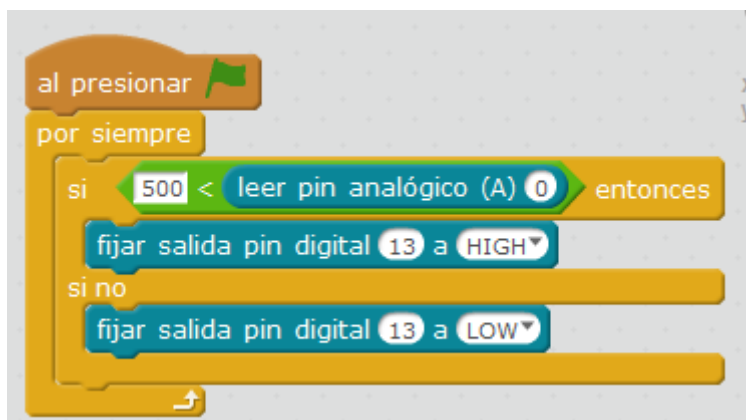 al presionar
por siempre
si 500 < leer pin analógico (A) 0 entonces
fijar salida pin digital 13 a HIGH
si no
fijar salida pin digital 13 a LOW